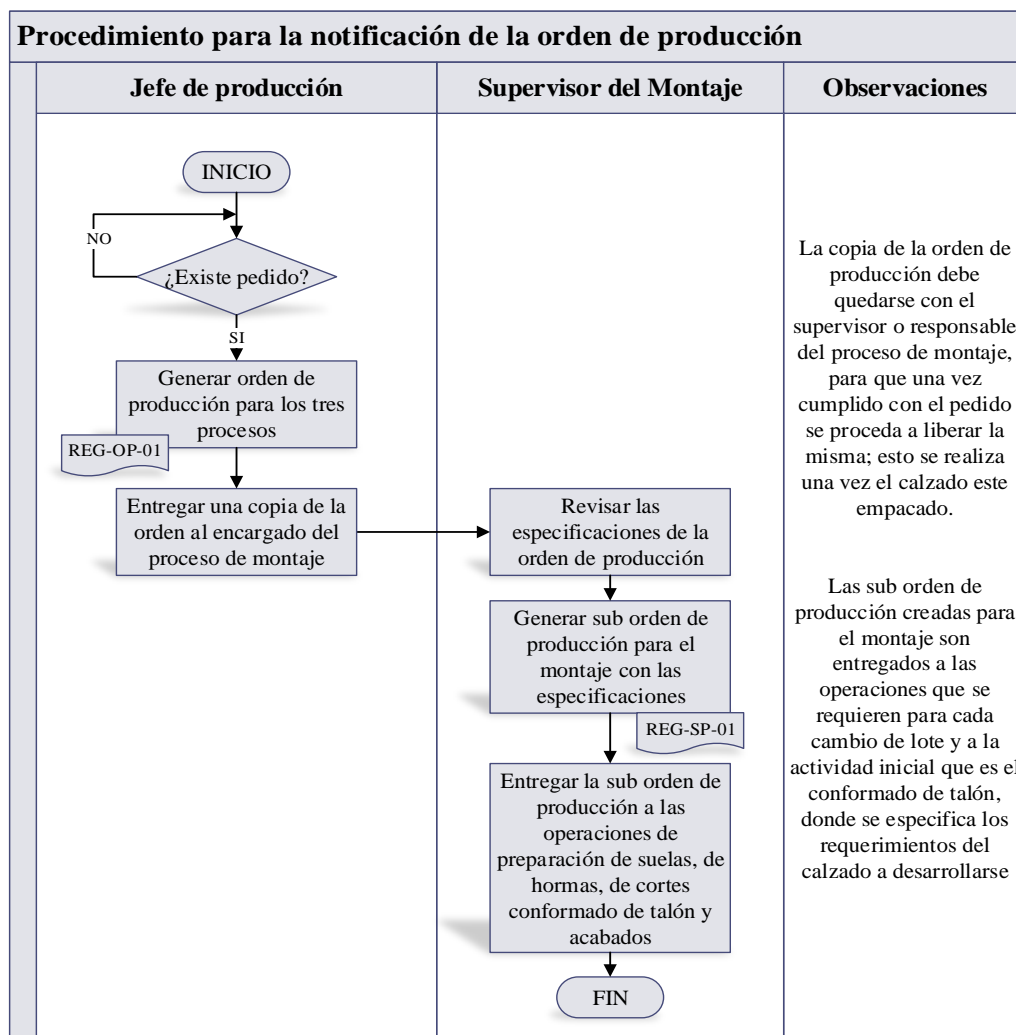 Procedimiento para la notificación de la orden de producción
Jefe de producción
Supervisor del Montaje
Observaciones
INICIO
NO
¿Existe pedido?
SI
Generar orden de
producción para los tres
procesos
REG-OP-01
Entregar una copia de la
orden al encargado del
proceso de montaje
Revisar las
especificaciones de la
orden de producción
Generar sub orden de
producción para el
montaje con las
especificaciones
REG-SP-01
Entregar la sub orden de
producción a las
operaciones de
preparación de suelas, de
hormas, de cortes
conformado de talón y
acabados
FIN
La copia de la orden de
producción debe
quedarse con el
supervisor o responsable
del proceso de montaje,
para que una vez
cumplido con el pedido
se proceda a liberar la
misma; esto se realiza
una vez el calzado este
empacado.
Las sub orden de
producción creadas para
el montaje son
entregados a las
operaciones que se
requieren para cada
cambio de lote y a la
actividad inicial que es el
conformado de talón,
donde se especifica los
requerimientos del
calzado a desarrollarse